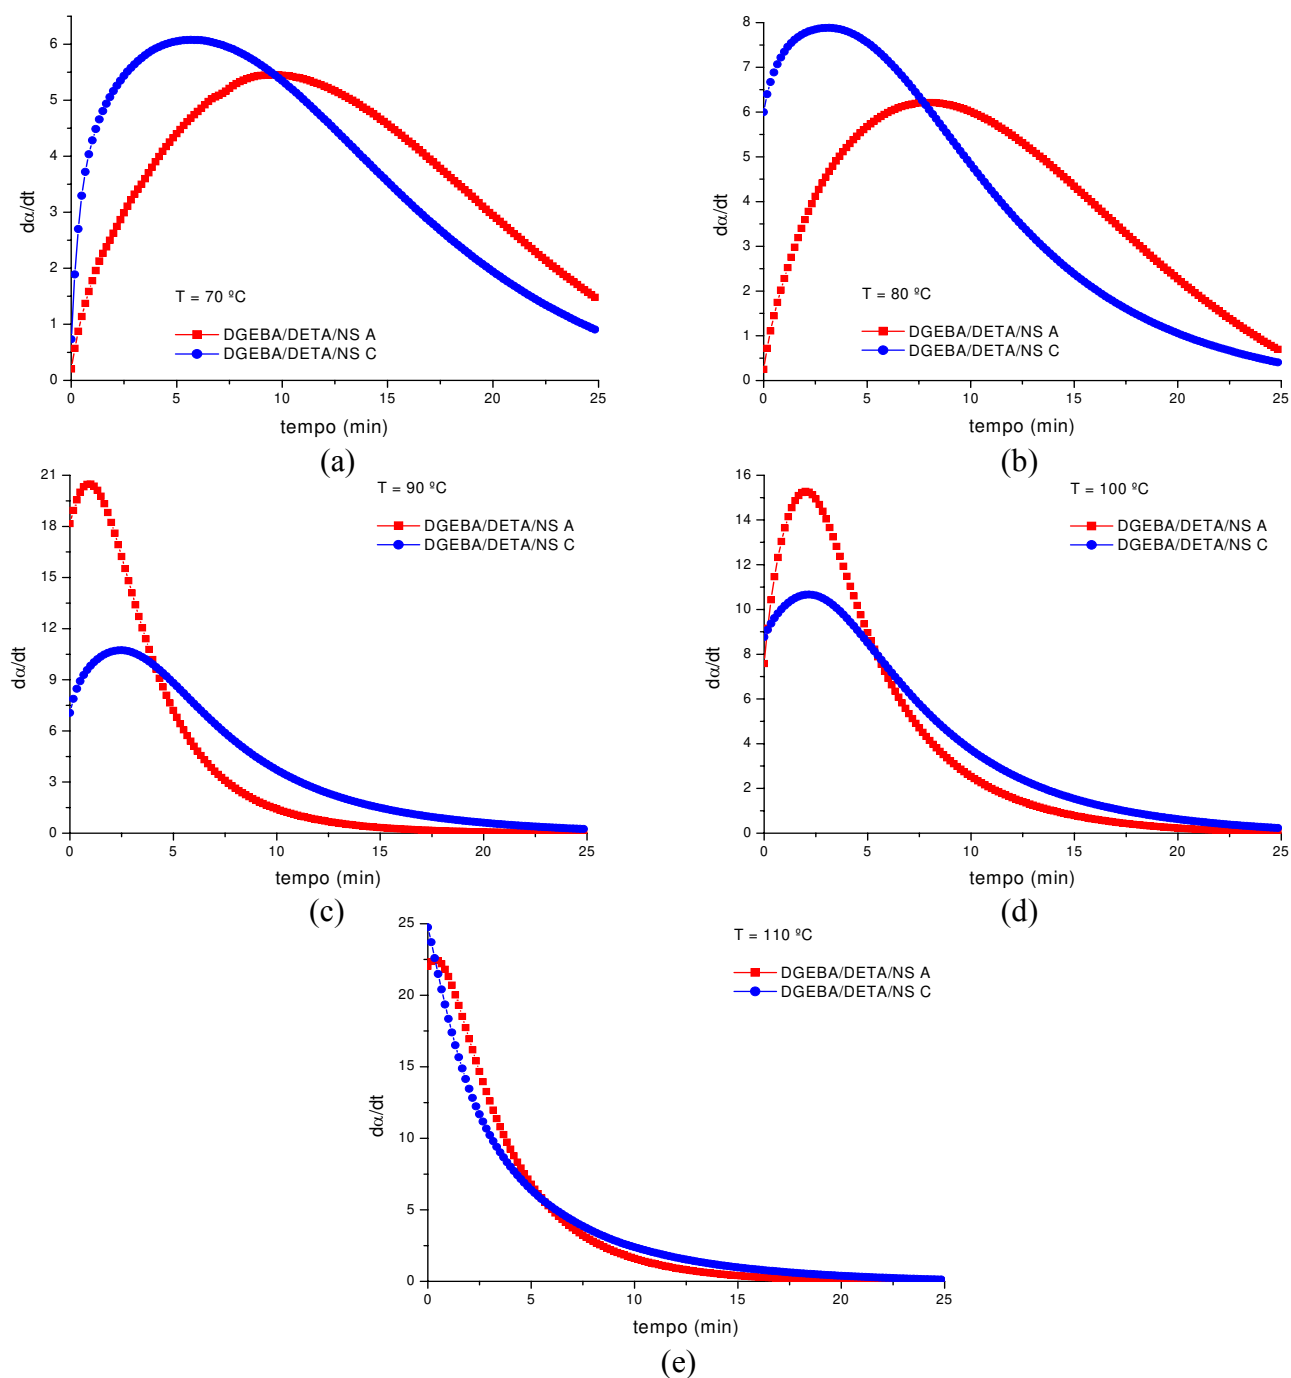 6
5
4
3
2
1
0
dα/dt
T = 70 ºC
DGEBA/DETA/NS A
DGEBA/DETA/NS C
0 5 10 15 20 25
tempo (min)
(a)
8
7
6
5
4
3
2
1
0
dα/dt
T = 80 ºC
DGEBA/DETA/NS A
DGEBA/DETA/NS C
0 5 10 15 20 25
tempo (min)
(b)
21
18
15
12
9
6
3
0
dα/dt
T = 90 ºC
DGEBA/DETA/NS A
DGEBA/DETA/NS C
0 5 10 15 20 25
tempo (min)
(c)
16
14
12
10
8
6
4
2
0
dα/dt
T = 100 ºC
DGEBA/DETA/NS A
DGEBA/DETA/NS C
0 5 10 15 20 25
tempo (min)
(d)
25
20
15
10
5
0
dα/dt
T = 110 ºC
DGEBA/DETA/NS A
DGEBA/DETA/NS C
0 5 10 15 20 25
tempo (min)
(e)